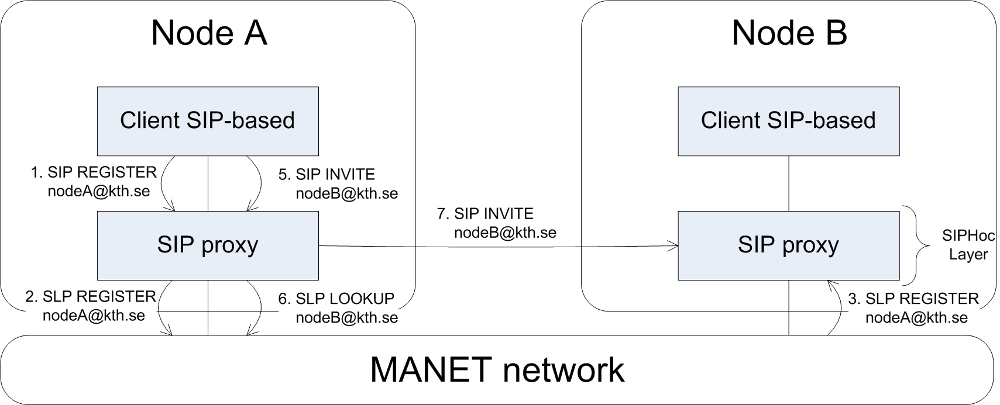 Node A
Client SIP-based
1. SIP REGISTER
nodeA@kth.se
5. SIP INVITE
nodeB@kth.se
SIP proxy
2. SLP REGISTER
nodeA@kth.se
6. SLP LOOKUP
nodeB@kth.se
7. SIP INVITE
nodeB@kth.se
Node B
Client SIP-based
SIP proxy
SIPHoc
Layer
3. SLP REGISTER
nodeA@kth.se
MANET network